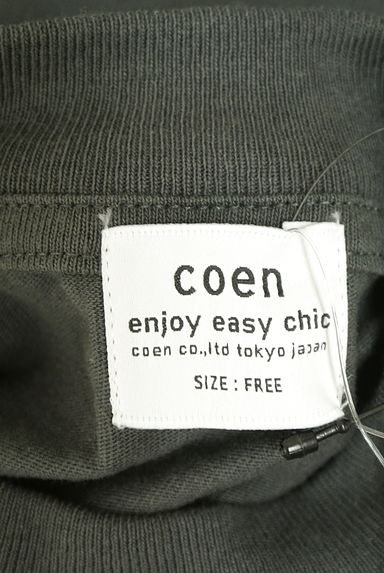 coen
enjoy easy chic
coen co.,ltd tokyo japan
SIZE : FREE